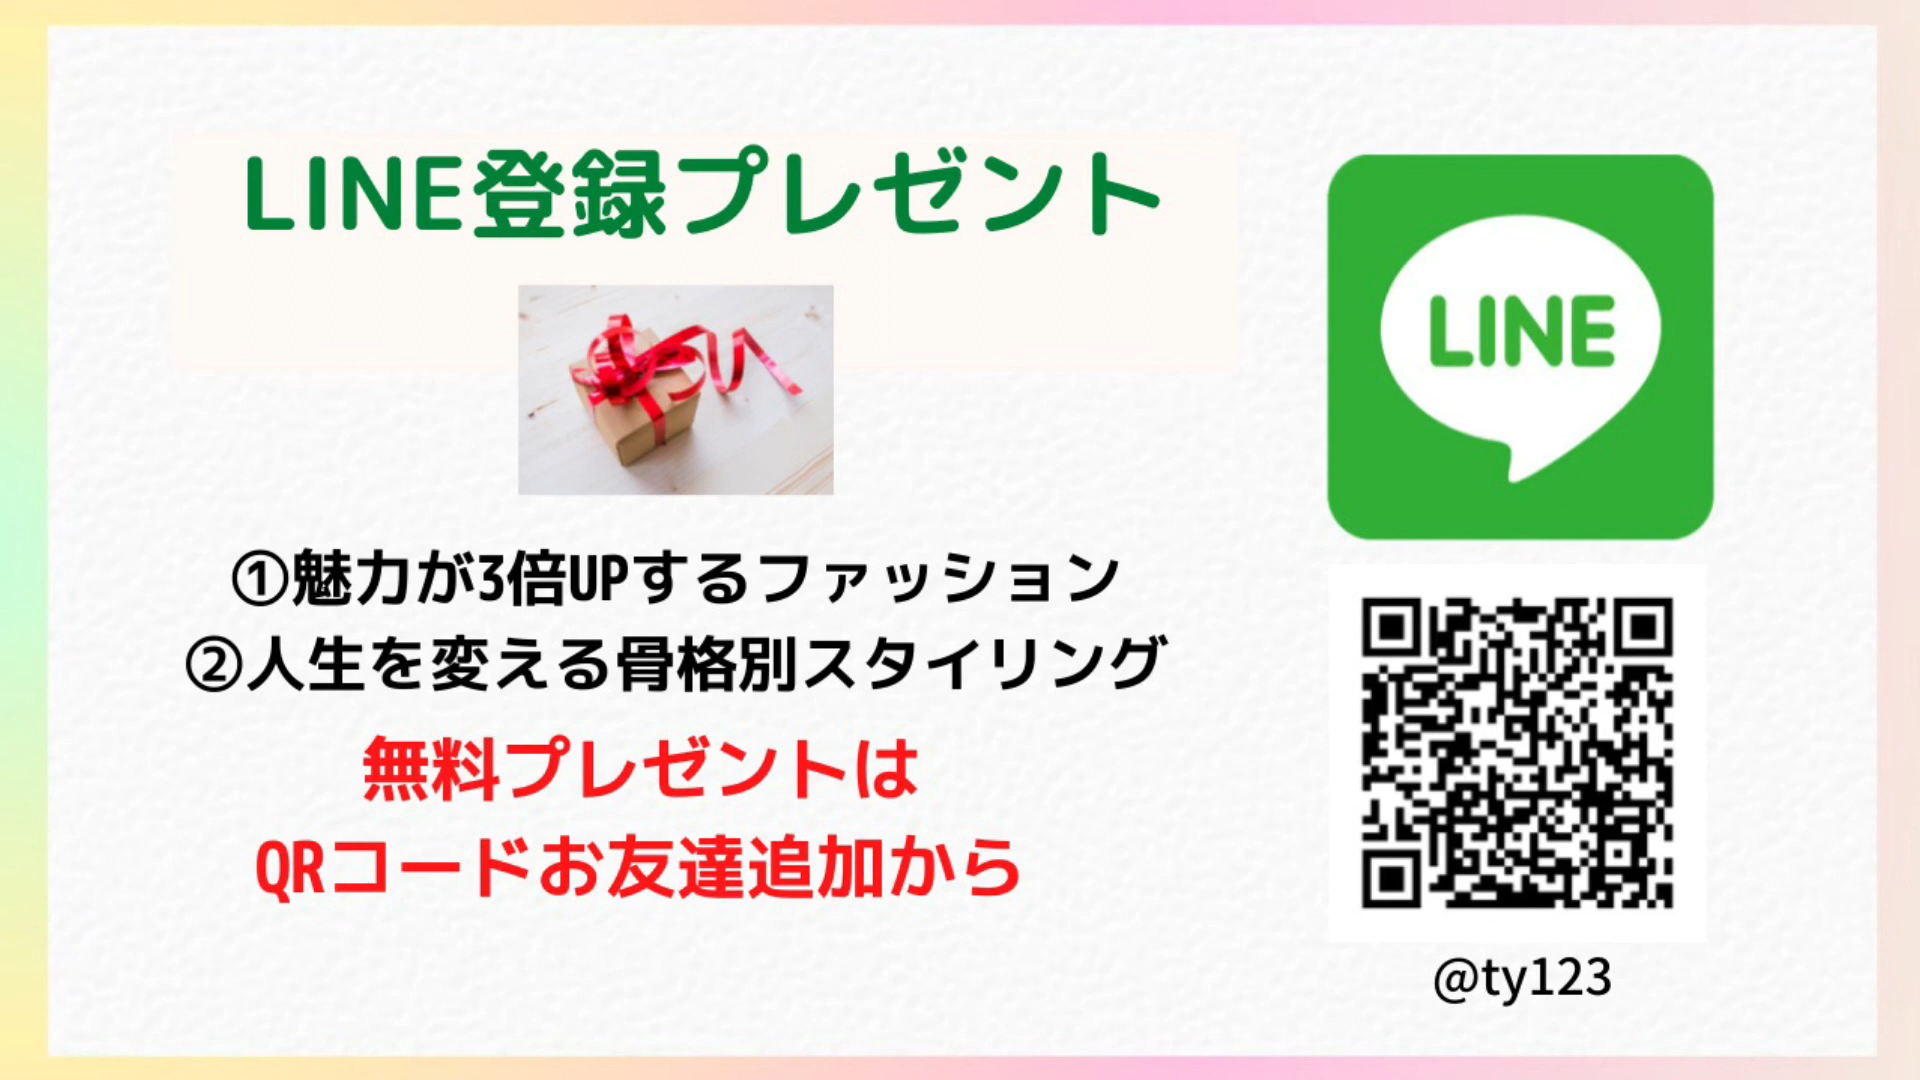 LINE登録プレゼント
①魅力が3倍UPするファッション
②人生を変える骨格別スタイリング
無料プレゼントは
QRコードお友達追加から
LINE
@ty123